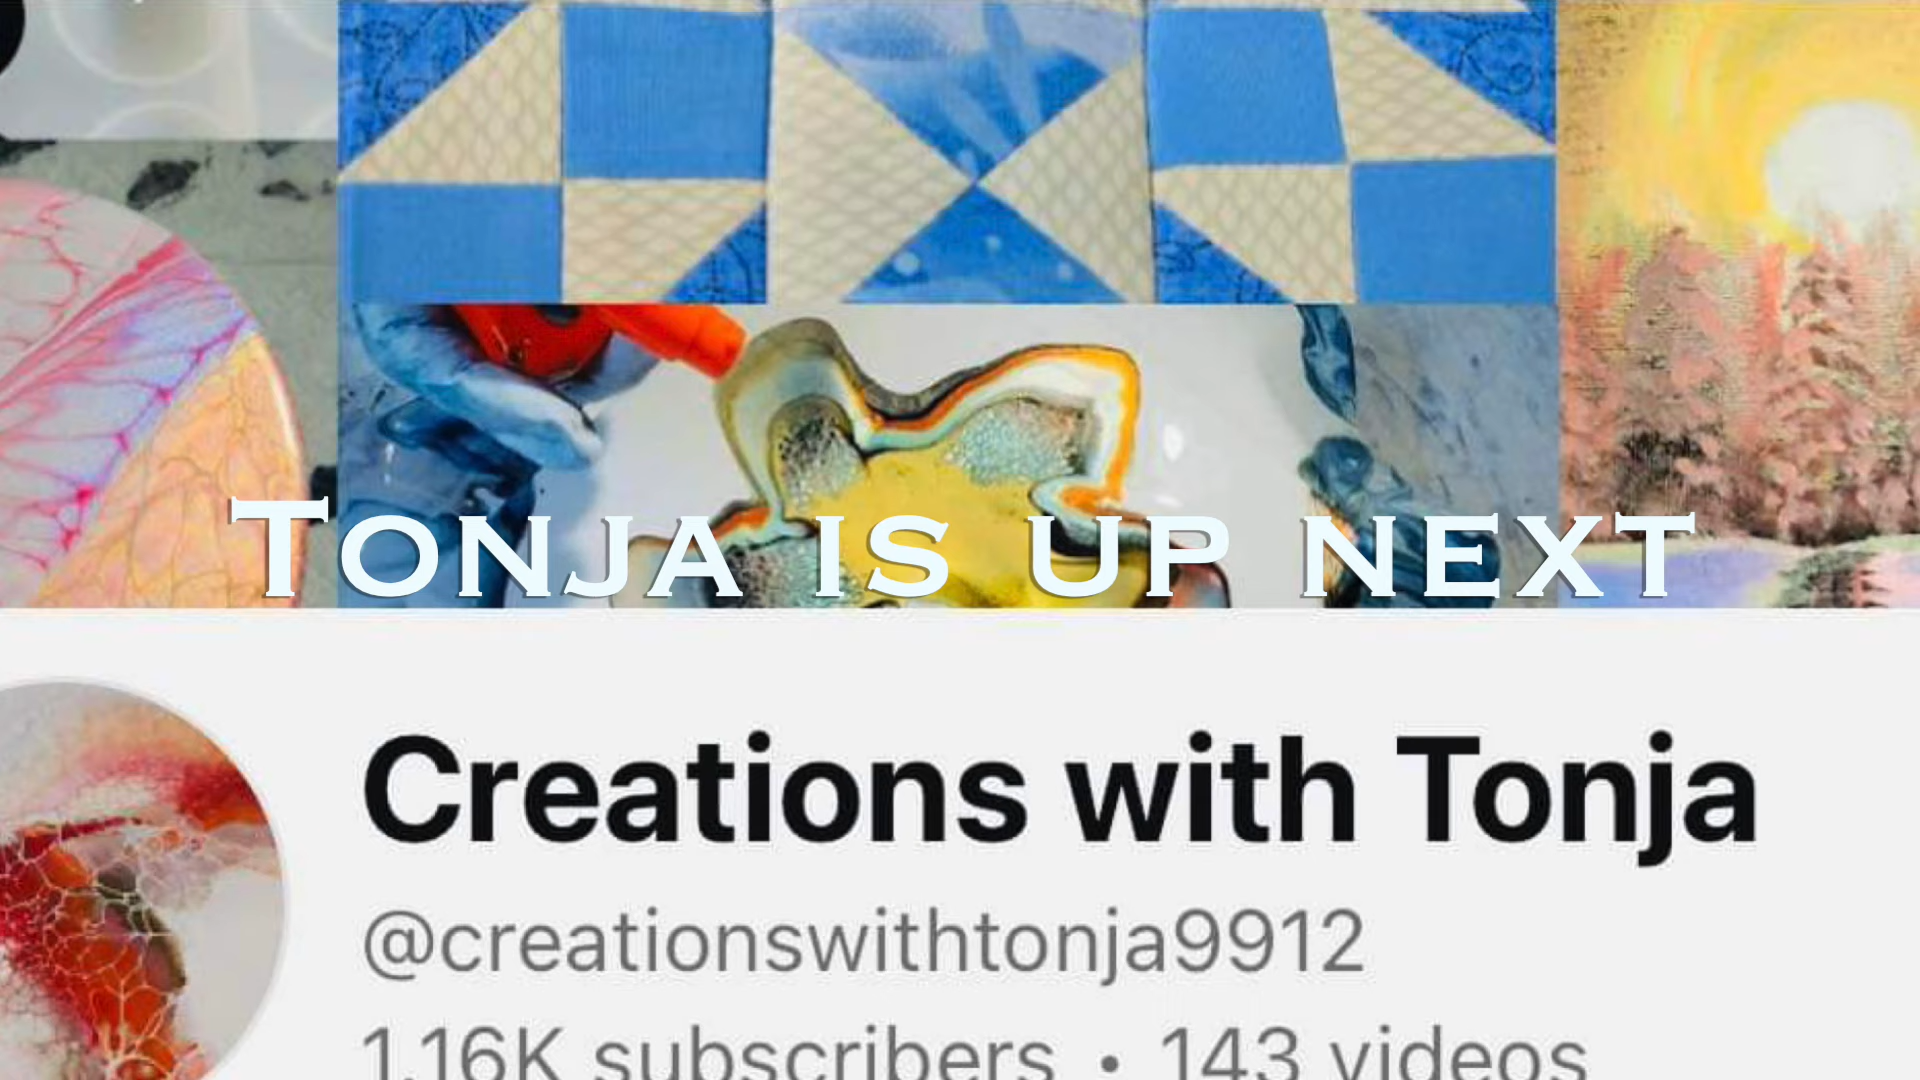 Tonja is up next
Creations with Tonja
@creationswithtonja9912
1.16K subscribers • 143 videos